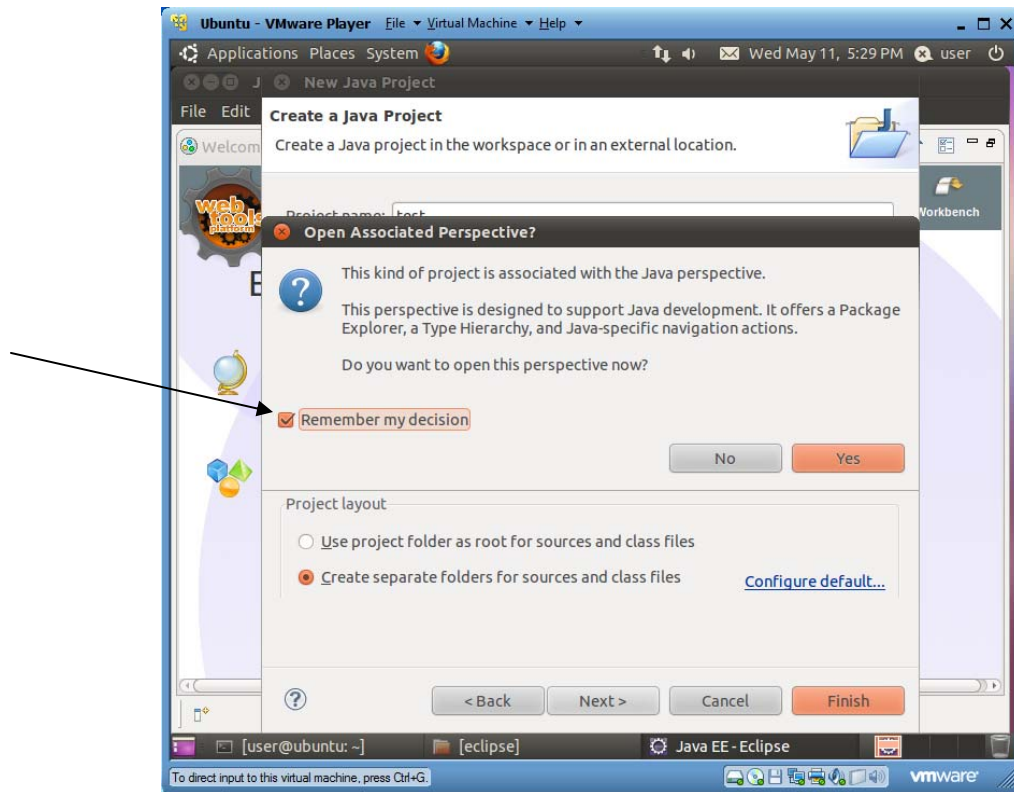 Ubuntu - VMware Player File Virtual Machine Help
Applications Places System Wed May 11, 5:29 PM user
J New Java Project
File Edit
Create a Java Project
Welcom
Create a Java project in the workspace or in an external location.
web tools platform
Workbench
Project name: test
Open Associated Perspective?
E
This kind of project is associated with the Java perspective.
This perspective is designed to support Java development. It offers a Package
Explorer, a Type Hierarchy, and Java-specific navigation actions.
Do you want to open this perspective now?
Remember my decision
No Yes
Project layout
Use project folder as root for sources and class files
Create separate folders for sources and class files
Configure default...
< Back Next > Cancel Finish
[user@ubuntu: ~] [eclipse] Java EE - Eclipse
To direct input to this virtual machine, press Ctrl+G. vmware